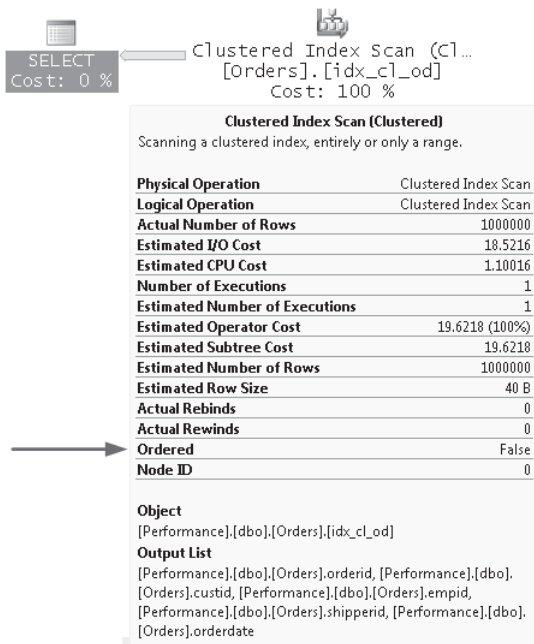 SELECT
Cost: 0 %
Clustered Index Scan (Cl…
[Orders].[idx_cl_od]
Cost: 100 %
Clustered Index Scan (Clustered)
Scanning a clustered index, entirely or only a range.
Physical Operation Clustered Index Scan
Logical Operation Clustered Index Scan
Actual Number of Rows 1000000
Estimated I/O Cost 18.5216
Estimated CPU Cost 1.10016
Number of Executions 1
Estimated Number of Executions 1
Estimated Operator Cost 19.6218 (100%)
Estimated Subtree Cost 19.6218
Estimated Number of Rows 1000000
Estimated Row Size 40 B
Actual Rebinds 0
Actual Rewinds 0
Ordered False
Node ID 0
Object
[Performance].[dbo].[Orders].[idx_cl_od]
Output List
[Performance].[dbo].[Orders].orderid, [Performance].[dbo].
[Orders].custid, [Performance].[dbo].[Orders].empid,
[Performance].[dbo].[Orders].shipperid, [Performance].[dbo].
[Orders].orderdate